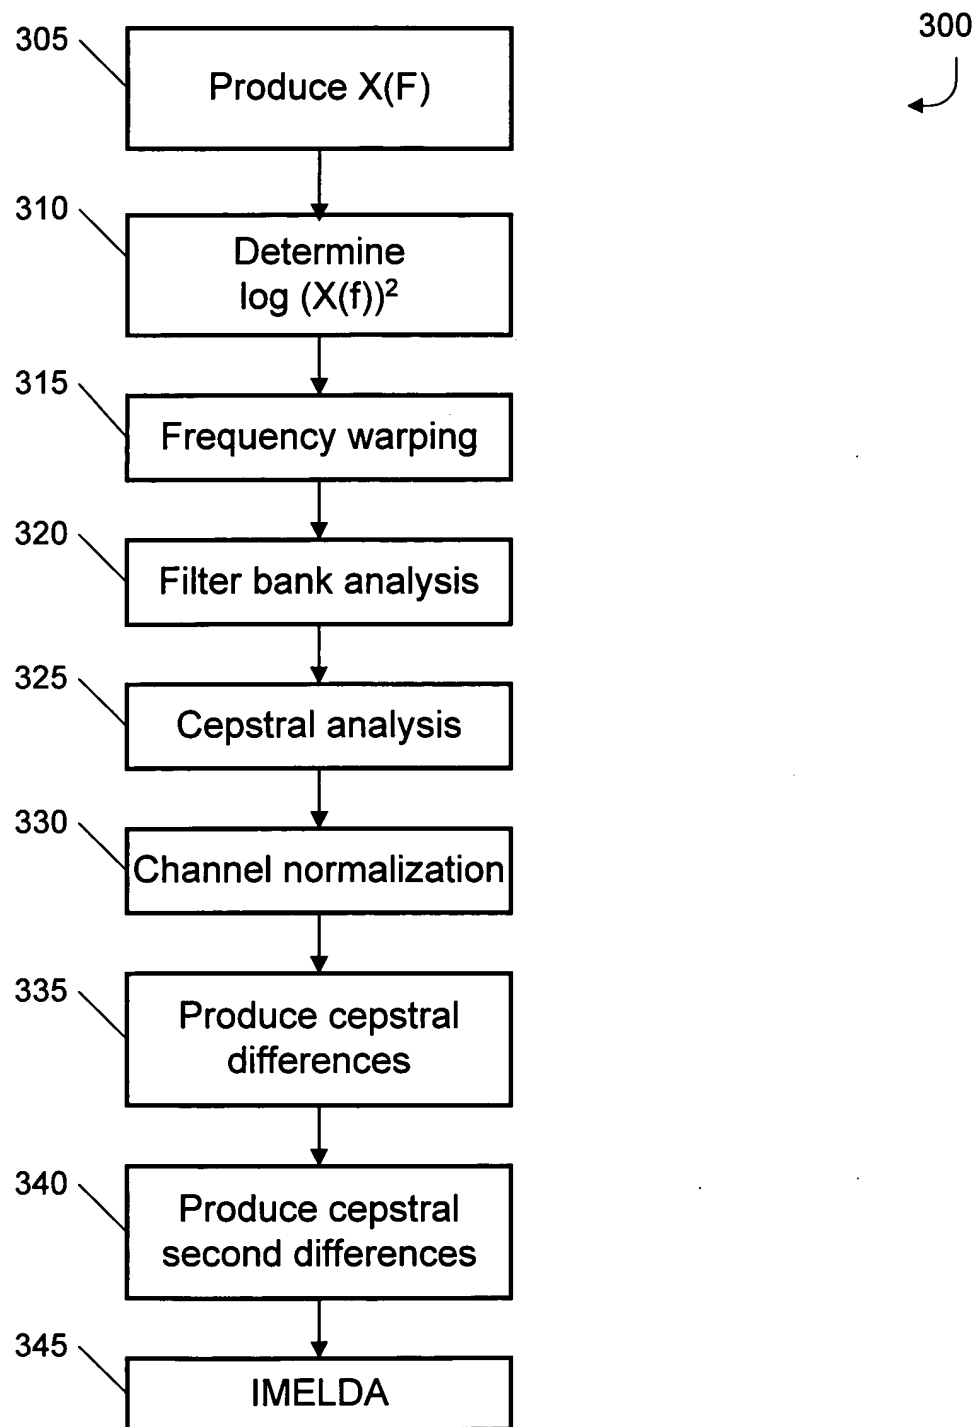 300
305
Produce X(F)
310
Determine
log (X(f))²
315
Frequency warping
320
Filter bank analysis
325
Cepstral analysis
330
Channel normalization
335
Produce cepstral
differences
340
Produce cepstral
second differences
345
IMELDA